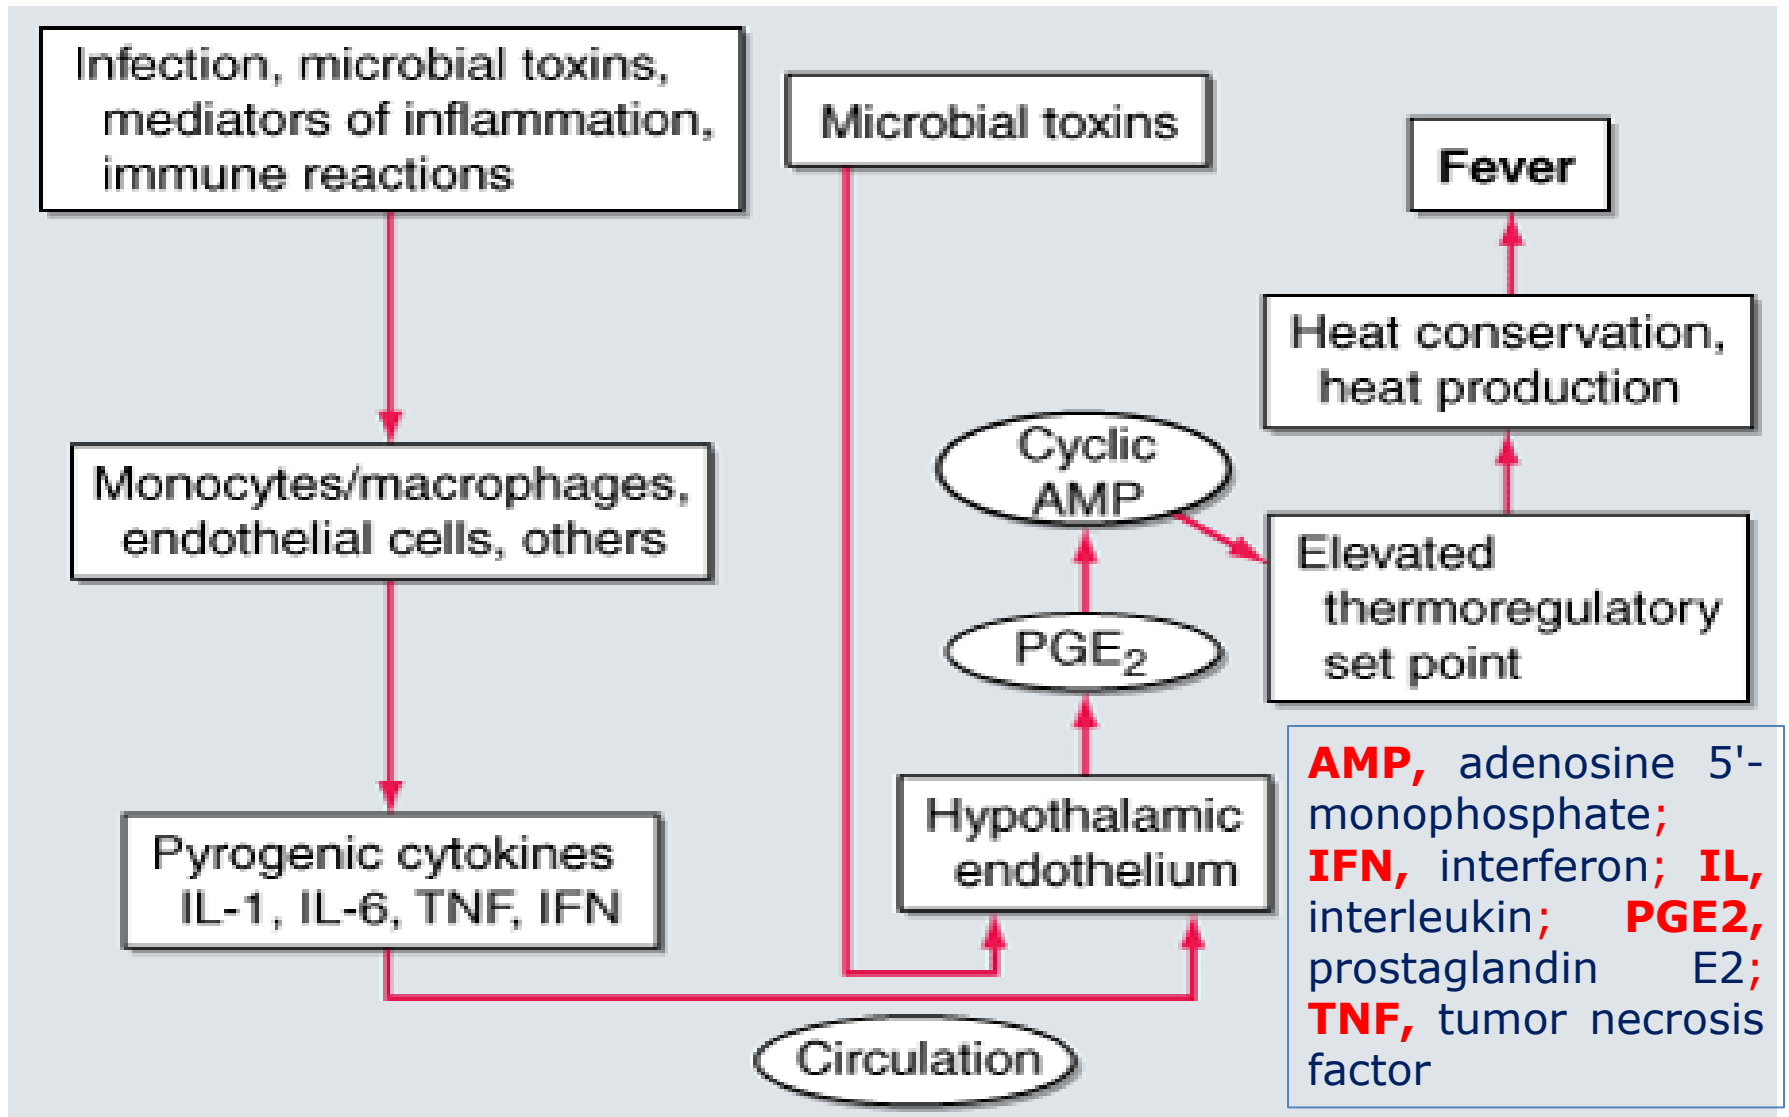 Infection, microbial toxins,
mediators of inflammation,
immune reactions
Monocytes/macrophages,
endothelial cells, others
Pyrogenic cytokines
IL-1, IL-6, TNF, IFN
Circulation
Microbial toxins
Hypothalamic
endothelium
PGE₂
Cyclic
AMP
Elevated
thermoregulatory
set point
Heat conservation,
heat production
Fever
AMP, adenosine 5'-
monophosphate;
IFN, interferon; IL,
interleukin; PGE2,
prostaglandin E2;
TNF, tumor necrosis
factor